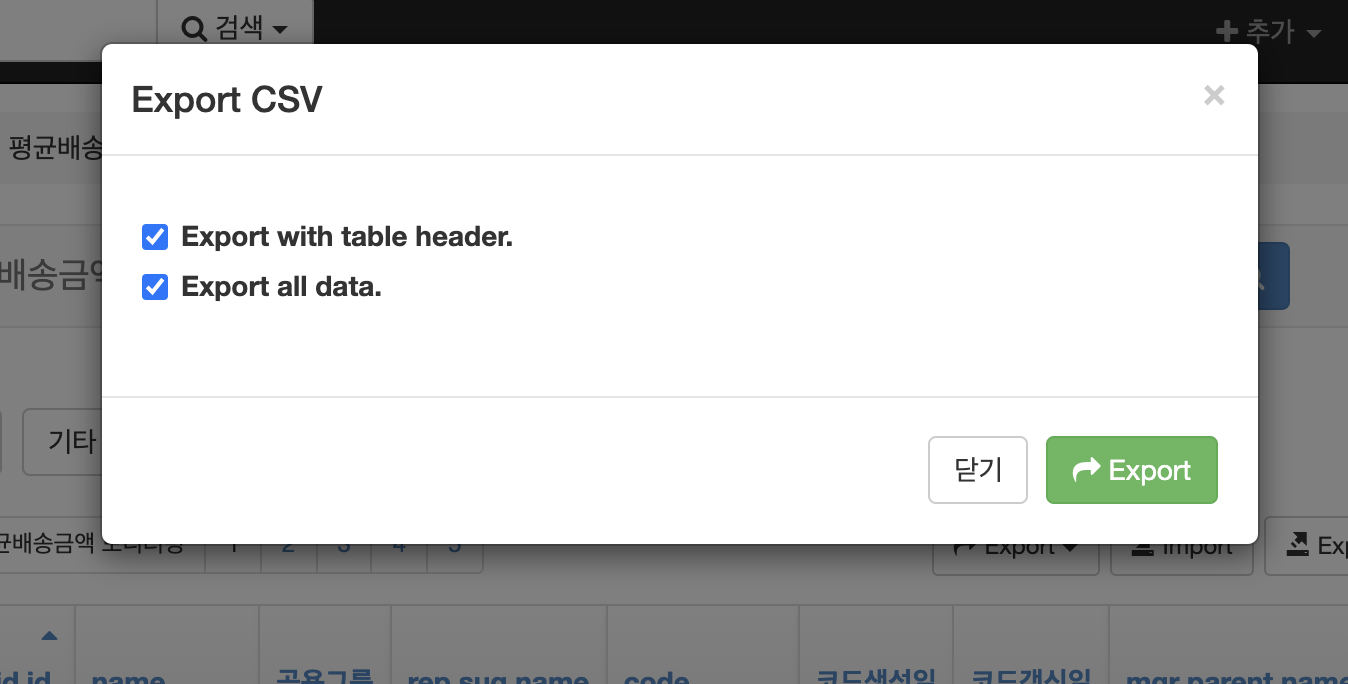 검색
추가
Export CSV
×
평균배송
Export with table header.
배송금액
Export all data.
기타
닫기
Export
균배송금액 모니터링
1 2 3 4 5
Export
Import
Exp
id.id
name
공용그룹
rep.sug.name
code
코드생성일
코드갱신일
mgr.parent.name